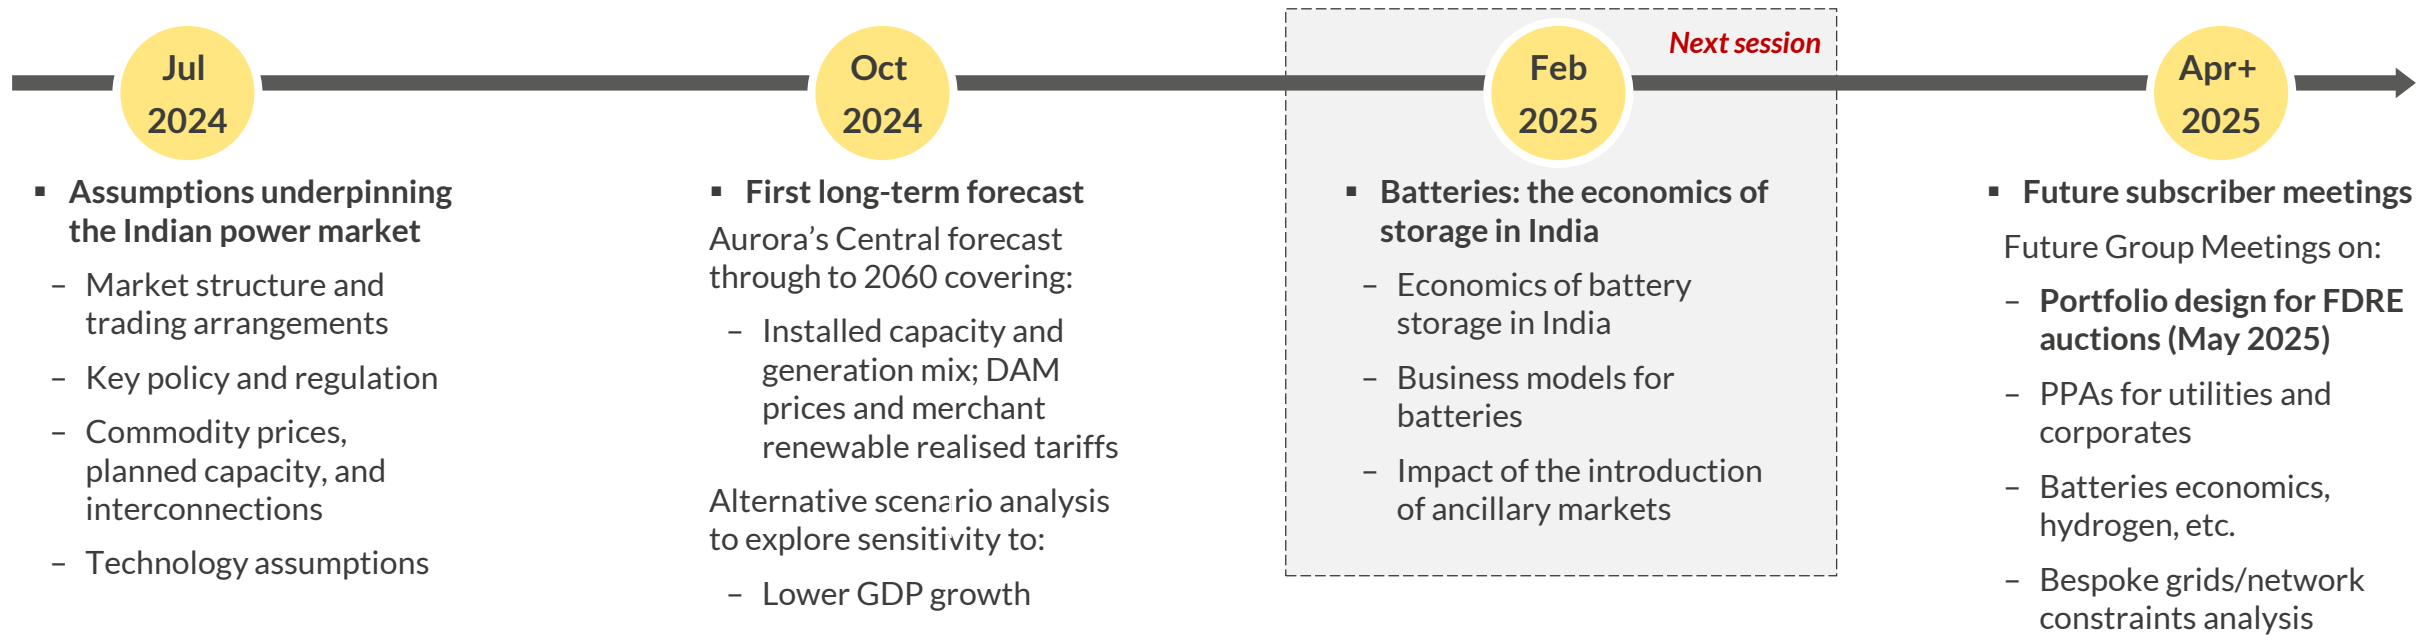 Next session
Jul
2024
▪ Assumptions underpinning
the Indian power market
– Market structure and
trading arrangements
– Key policy and regulation
– Commodity prices,
planned capacity, and
interconnections
– Technology assumptions
Oct
2024
▪ First long-term forecast
Aurora’s Central forecast
through to 2060 covering:
– Installed capacity and
generation mix; DAM
prices and merchant
renewable realised tariffs
Alternative scenario analysis
to explore sensitivity to:
– Lower GDP growth
Feb
2025
▪ Batteries: the economics of
storage in India
– Economics of battery
storage in India
– Business models for
batteries
– Impact of the introduction
of ancillary markets
Apr+
2025
▪ Future subscriber meetings
Future Group Meetings on:
– Portfolio design for FDRE
auctions (May 2025)
– PPAs for utilities and
corporates
– Batteries economics,
hydrogen, etc.
– Bespoke grids/network
constraints analysis